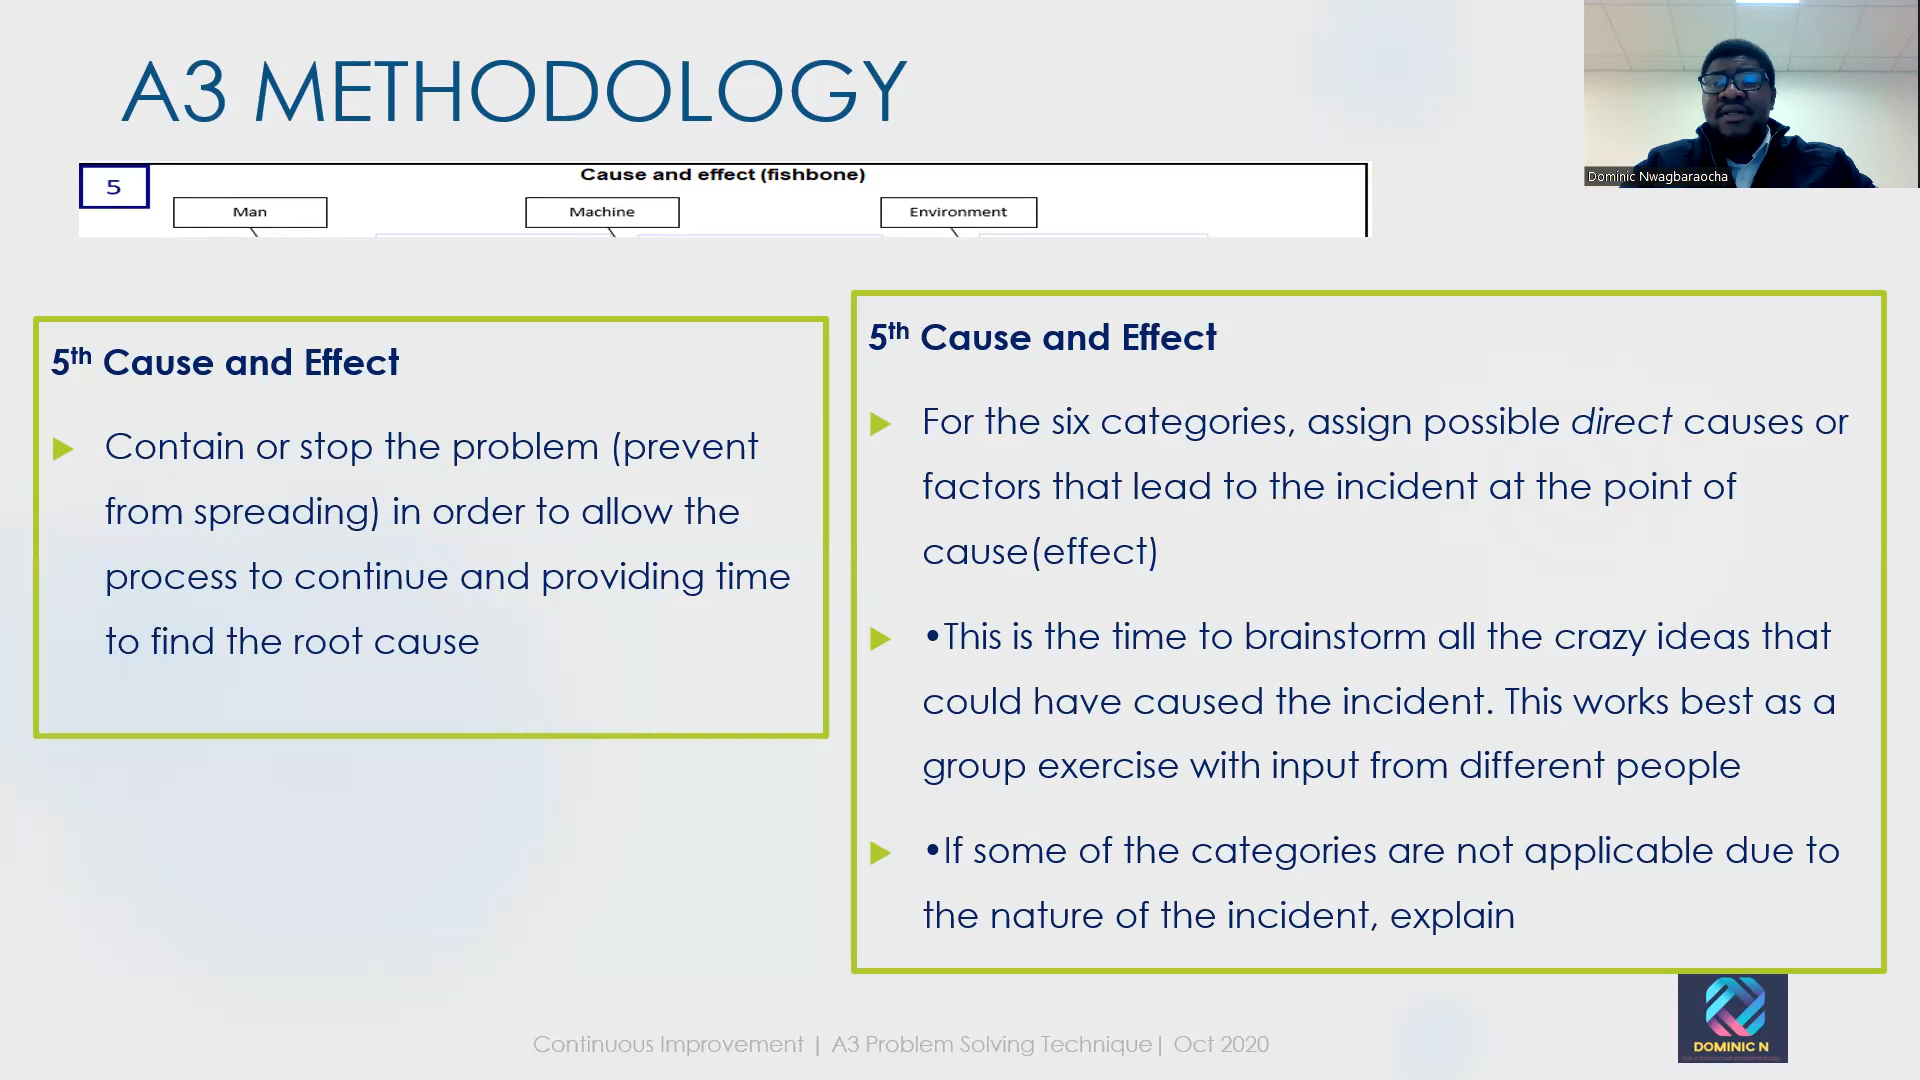 A3 METHODOLOGY
Dominic Nwagbaraocha
5
Cause and effect (fishbone)
Man
Machine
Environment
5th Cause and Effect
Contain or stop the problem (prevent
from spreading) in order to allow the
process to continue and providing time
to find the root cause
5th Cause and Effect
For the six categories, assign possible direct causes or
factors that lead to the incident at the point of
cause(effect)
•This is the time to brainstorm all the crazy ideas that
could have caused the incident. This works best as a
group exercise with input from different people
•If some of the categories are not applicable due to
the nature of the incident, explain
Continuous Improvement | A3 Problem Solving Technique| Oct 2020
DOMINIC N